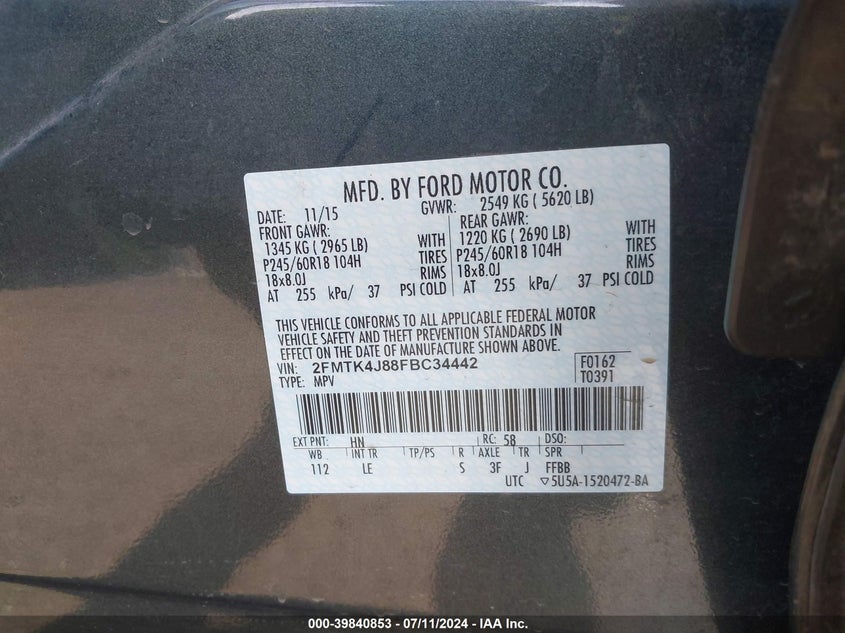 MFD. BY FORD MOTOR CO.
DATE: 11/15 GVWR: 2549 KG ( 5620 LB)
FRONT GAWR: REAR GAWR:
1345 KG ( 2965 LB) WITH 1220 KG ( 2690 LB) WITH
P245/60R18 104H TIRES P245/60R18 104H TIRES
18x8.0J RIMS 18x8.0J RIMS
AT 255 kPa/ 37 PSI COLD AT 255 kPa/ 37 PSI COLD
THIS VEHICLE CONFORMS TO ALL APPLICABLE FEDERAL MOTOR
VEHICLE SAFETY AND THEFT PREVENTION STANDARDS IN
EFFECT ON THE DATE OF MANUFACTURE SHOWN ABOVE.
VIN: 2FMTK4J88FBC34442 F0162
TYPE: MPV T0391
EXT PNT: HN RC: 58 DSO:
WB INT TR TP/PS R AXLE TR SPR
112 LE S 3F J FFBB
UTC ▽5U5A-1520472-BA
000-39840853 - 07/11/2024 - IAA Inc.